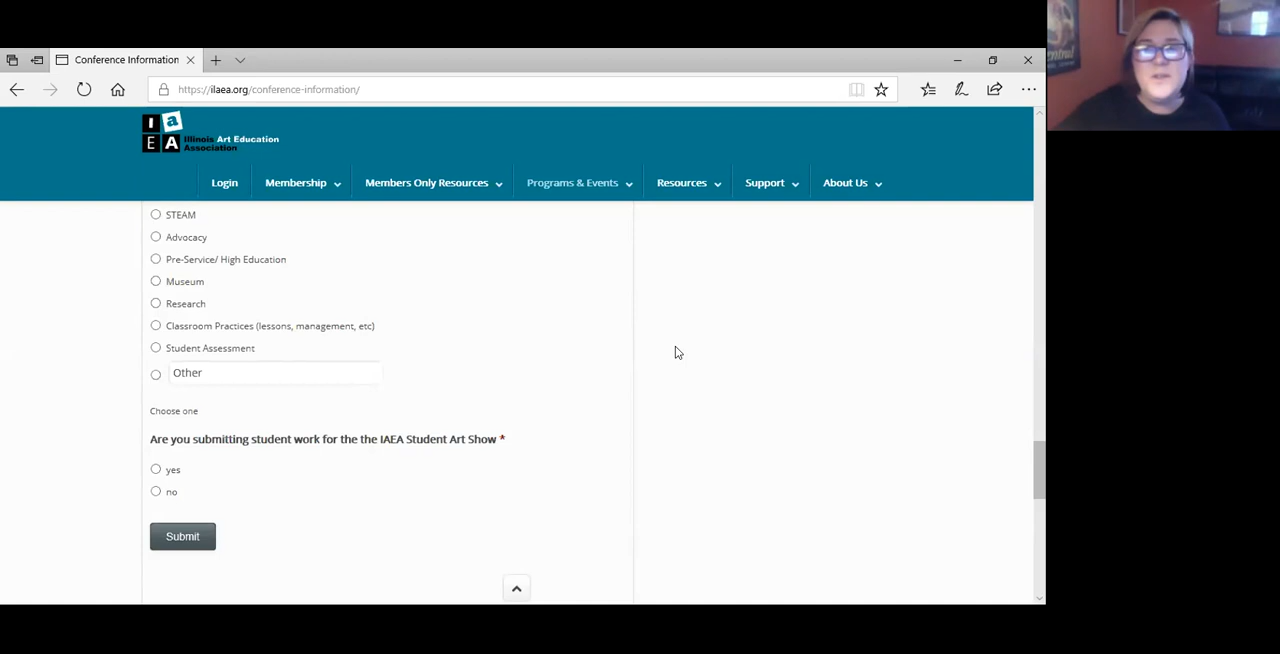 Conference Information
https://ilaea.org/conference-information/
I a
E A
Illinois Art Education
Association
Login
Membership
Members Only Resources
Programs & Events
Resources
Support
About Us
STEAM
Advocacy
Pre-Service/ High Education
Museum
Research
Classroom Practices (lessons, management, etc)
Student Assessment
Other
Choose one
Are you submitting student work for the the IAEA Student Art Show *
yes
no
Submit